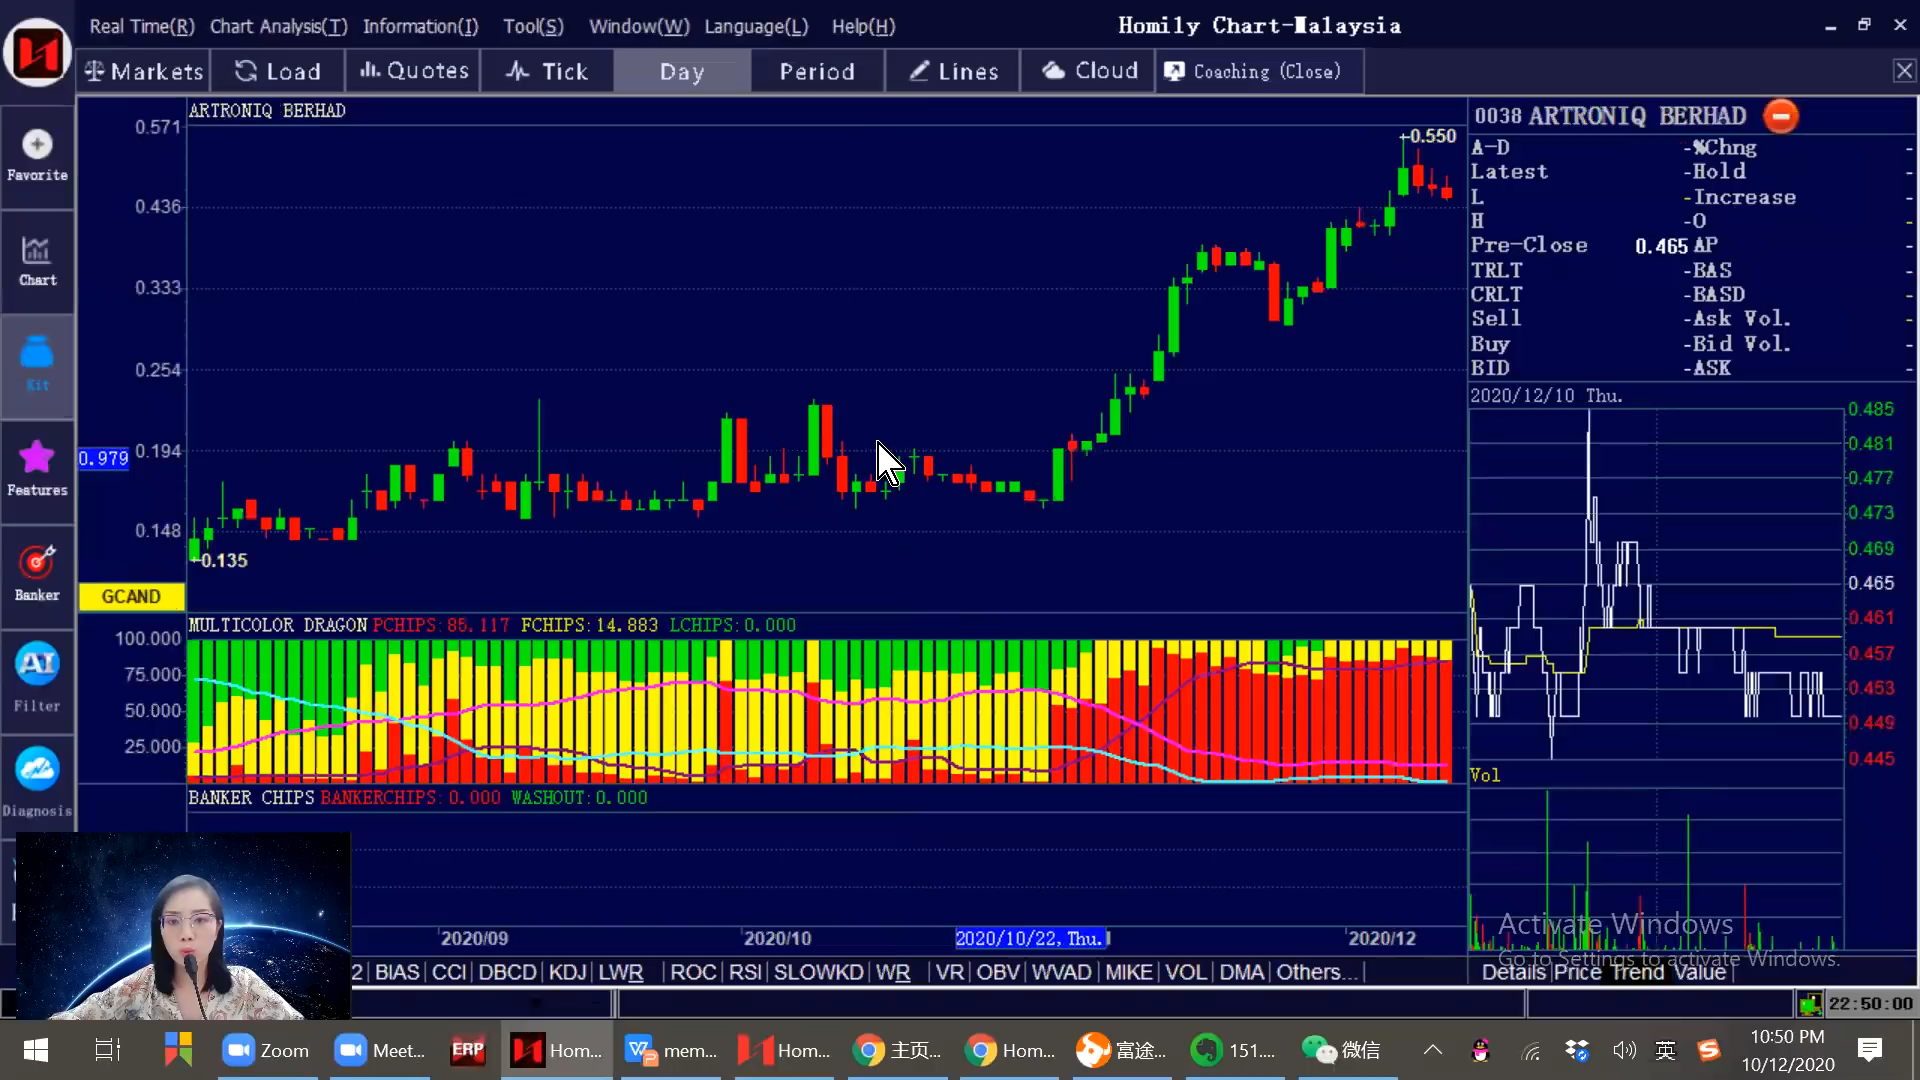 Real Time(R) Chart Analysis(T) Information(I) Tool(S) Window(W) Language(L) Help(H)
Homily Chart-Malaysia
Markets Load Quotes Tick Day Period Lines Cloud Coaching (Close)
Favorite
Chart
Kit
Features
Banker
AI
Filter
Diagnosis
ARTRONIQ BERHAD
0.571
0.436
0.333
0.254
0.979
0.194
0.148
←0.550
←0.135
GCAND
MULTICOLOR DRAGON PCHIPS:85.117 FCHIPS:14.883 LCHIPS:0.000
100.000
75.000
50.000
25.000
BANKER CHIPS BANKERCHIPS:0.000 WASHOUT:0.000
2020/09
2020/10
2020/10/22,Thu.
2020/12
2 BIAS CCI DBCD KDJ LWR ROC RSI SLOWKD WR VR OBV WVAD MIKE VOL DMA Others...
0038 ARTRONIQ BERHAD
A-D - %Chng -
Latest - Hold -
L - Increase -
H - O -
Pre-Close 0.465 AP -
TRLT - BAS -
CRLT - BASD -
Sell - Ask Vol. -
Buy - Bid Vol. -
BID - ASK -
2020/12/10 Thu.
0.485
0.481
0.477
0.473
0.469
0.465
0.461
0.457
0.453
0.449
0.445
Vol
Activate Windows
Go to Settings to activate Windows.
Details Price Trend Value
22:50:00
Zoom
Meet...
ERP
Hom...
mem...
Hom...
主页...
Hom...
富途...
151....
微信
英
10:50 PM
10/12/2020